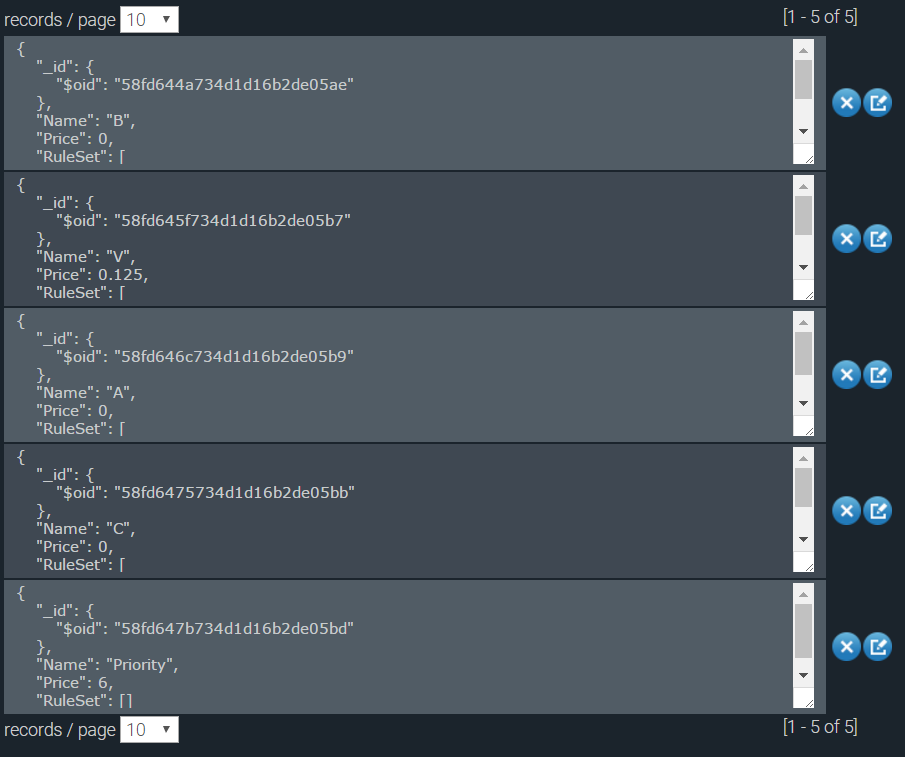 records / page 10
[1 - 5 of 5]
{
"_id": {
"$oid": "58fd644a734d1d16b2de05ae"
},
"Name": "B",
"Price": 0,
"RuleSet": [
{
"_id": {
"$oid": "58fd645f734d1d16b2de05b7"
},
"Name": "V",
"Price": 0.125,
"RuleSet": [
{
"_id": {
"$oid": "58fd646c734d1d16b2de05b9"
},
"Name": "A",
"Price": 0,
"RuleSet": [
{
"_id": {
"$oid": "58fd6475734d1d16b2de05bb"
},
"Name": "C",
"Price": 0,
"RuleSet": [
{
"_id": {
"$oid": "58fd647b734d1d16b2de05bd"
},
"Name": "Priority",
"Price": 6,
"RuleSet": []
records / page 10
[1 - 5 of 5]